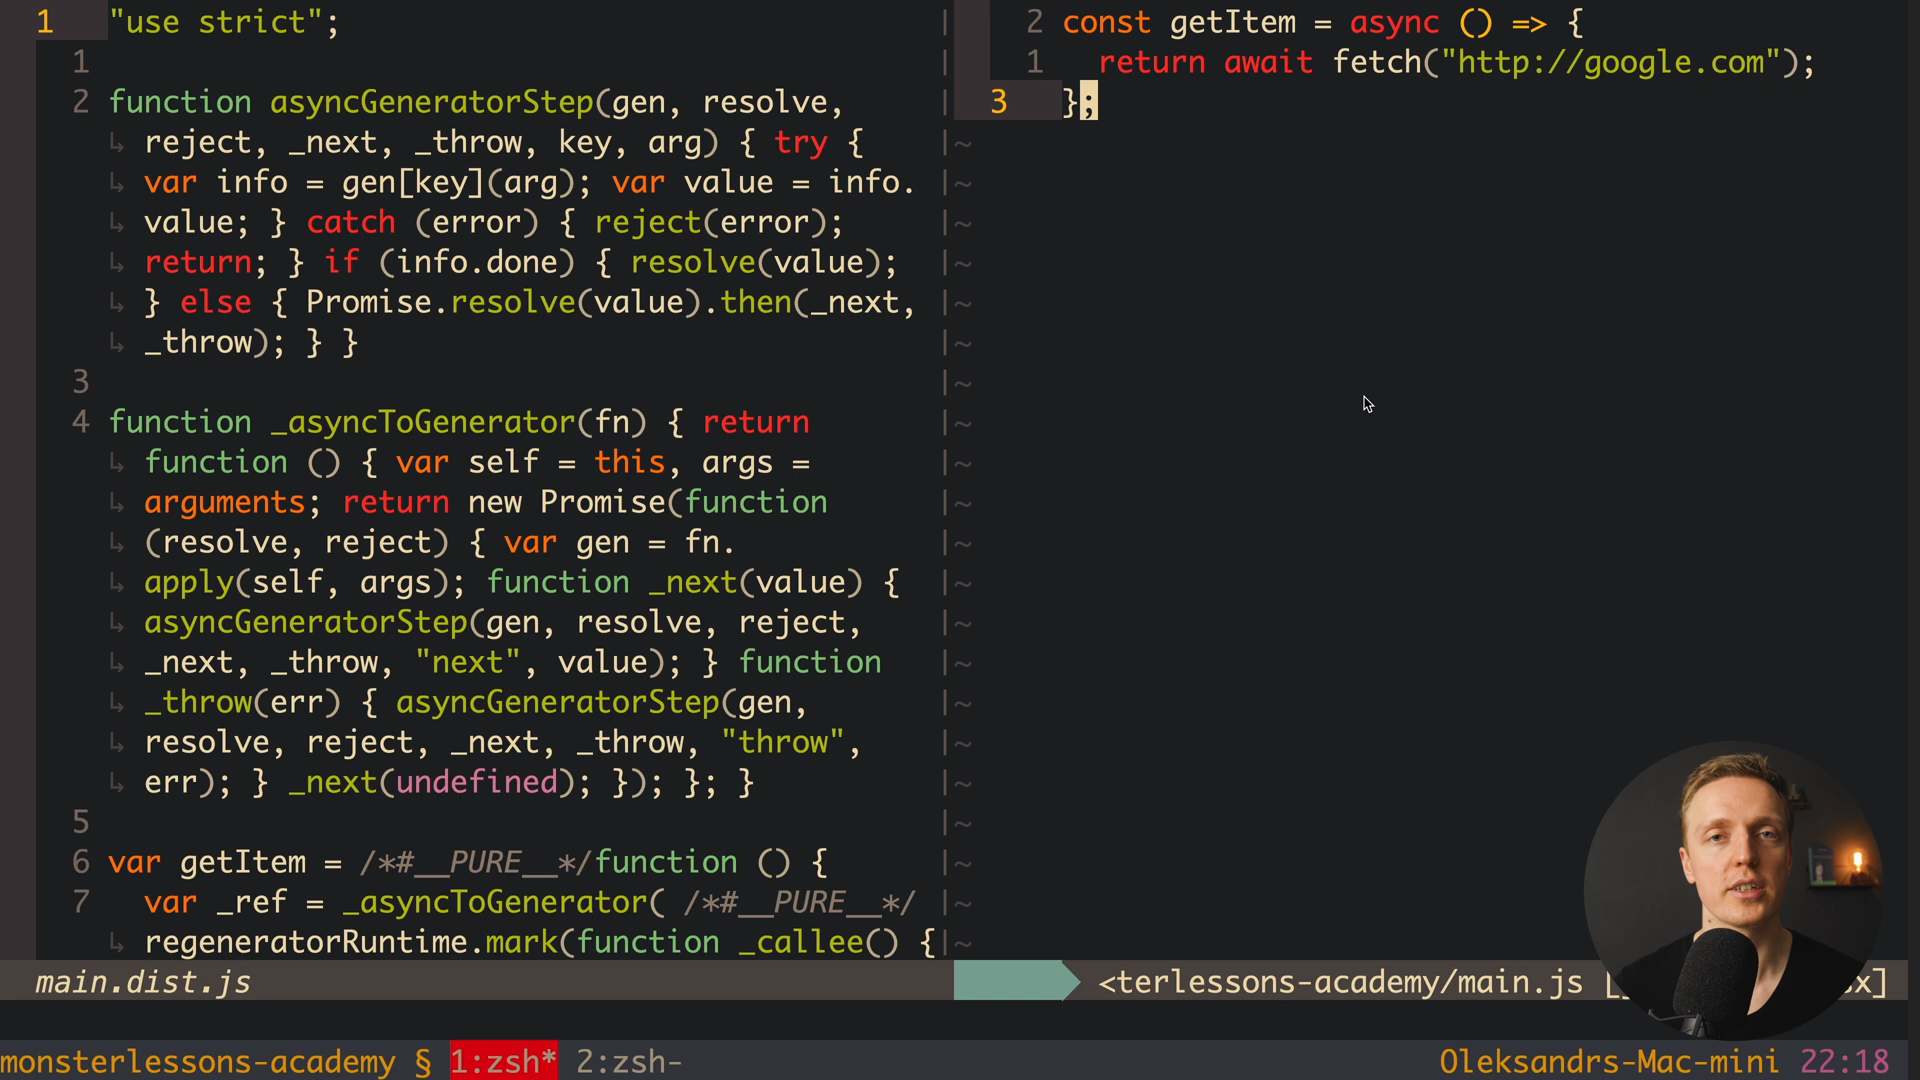 1 "use strict";
1
2 function asyncGeneratorStep(gen, resolve,
↳ reject, _next, _throw, key, arg) { try {
↳ var info = gen[key](arg); var value = info.
↳ value; } catch (error) { reject(error);
↳ return; } if (info.done) { resolve(value);
↳ } else { Promise.resolve(value).then(_next,
↳ _throw); } }
3
4 function _asyncToGenerator(fn) { return
↳ function () { var self = this, args =
↳ arguments; return new Promise(function
↳ (resolve, reject) { var gen = fn.
↳ apply(self, args); function _next(value) {
↳ asyncGeneratorStep(gen, resolve, reject,
↳ _next, _throw, "next", value); } function
↳ _throw(err) { asyncGeneratorStep(gen,
↳ resolve, reject, _next, _throw, "throw",
↳ err); } _next(undefined); }); }; }
5
6 var getItem = /*#__PURE__*/function () {
7 var _ref = _asyncToGenerator( /*#__PURE__*/
↳ regeneratorRuntime.mark(function _callee() {
main.dist.js
2 const getItem = async () => {
1 return await fetch("http://google.com");
3 };
<terlessons-academy/main.js
monsterlessons-academy § 1:zsh* 2:zsh-
Oleksandrs-Mac-mini 22:18